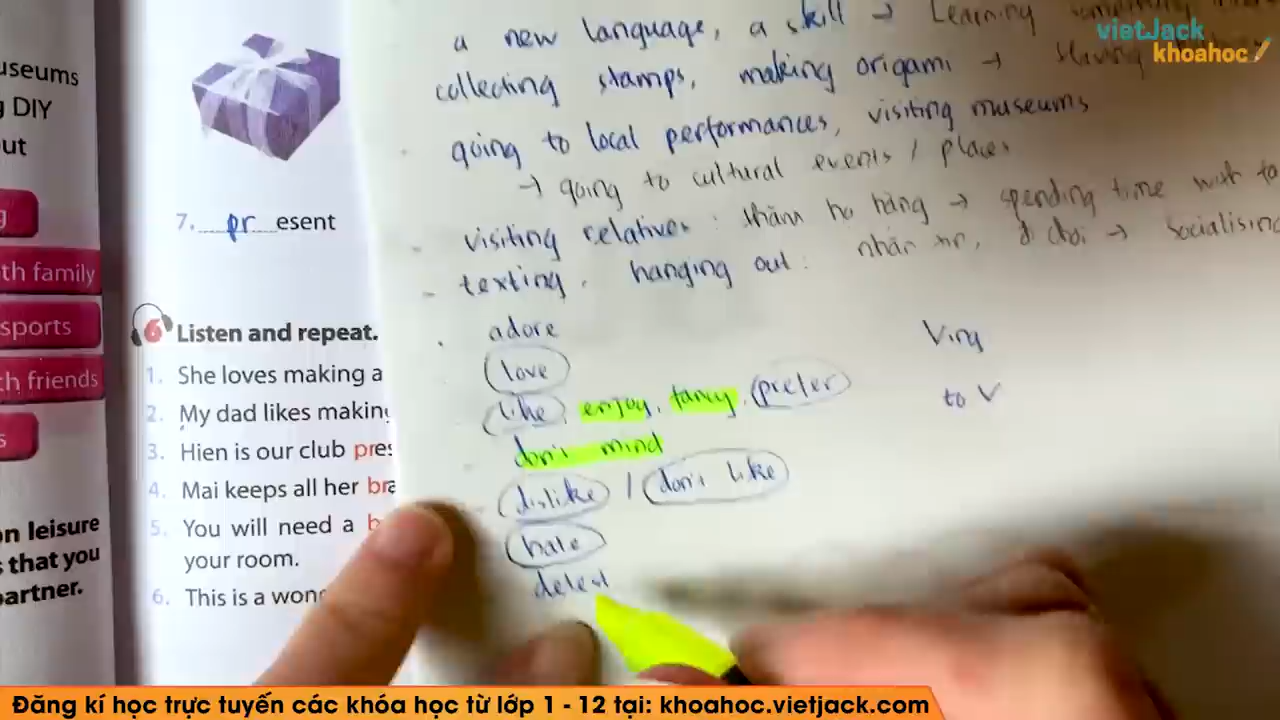 a new language, a skill → Learning something
collecting stamps, making origami →
going to local performances, visiting museums
→ going to cultural events / places
visiting relatives : thăm họ hàng → spending time with
- texting, hanging out : nhắn tin, đi chơi → socialising
adore
love
like, enjoy, fancy, prefer
don't mind
dislike / don't like
hate
detest
Ving
to V
vietJack
khoahoc
useums
DIY
ut
g
th family
sports
th friends
s
n leisure
that you
artner.
7. pr esent
6 Listen and repeat.
1. She loves making a
2. My dad likes making
3. Hien is our club pres
4. Mai keeps all her bra
5. You will need a b
your room.
6. This is a won
Đăng kí học trực tuyến các khóa học từ lớp 1 - 12 tại: khoahoc.vietjack.com